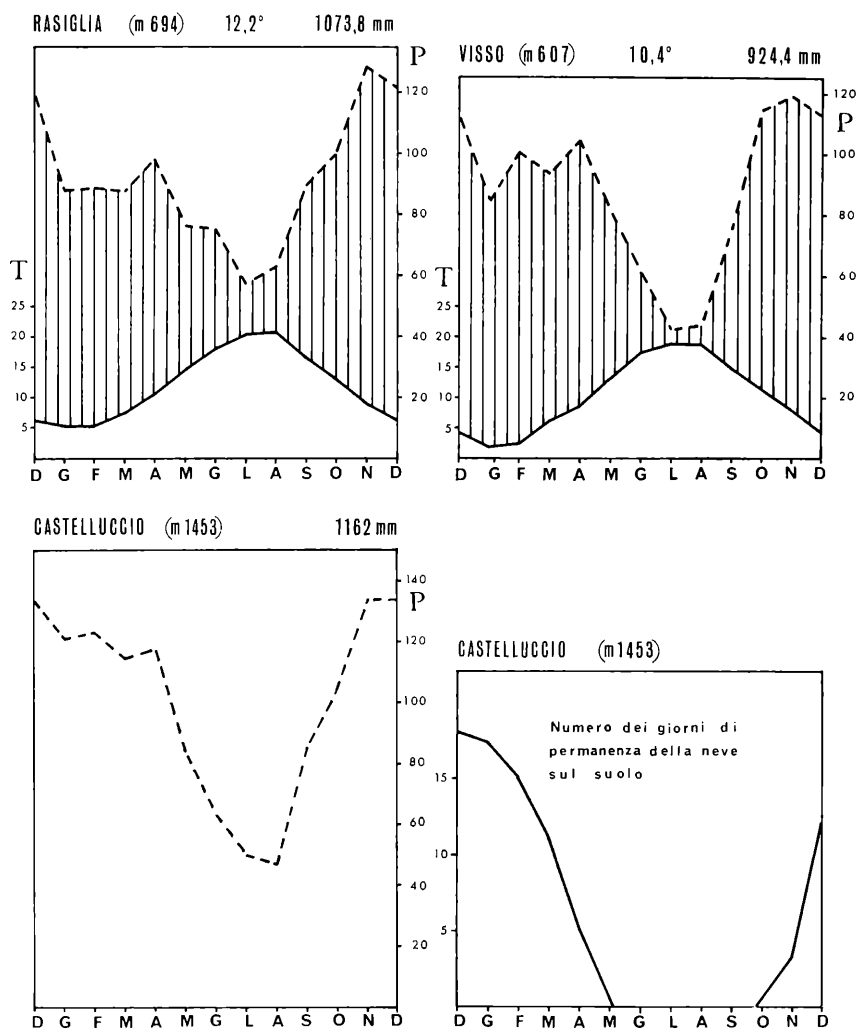 RASIGLIA (m 694) 12,2° 1073,8 mm
P
120
100
80
60
40
20
T
25
20
15
10
5
D G F M A M G L A S O N D
VISSO (m 607) 10,4° 924,4 mm
120
P
100
80
60
40
20
T
25
20
15
10
5
D G F M A M G L A S O N D
CASTELLUCCIO (m 1453) 1162 mm
140
P
120
100
80
60
40
20
D G F M A M G L A S O N D
CASTELLUCCIO (m 1453)
Numero dei giorni di
permanenza della neve
sul suolo
15
10
5
D G F M A M G L A S O N D